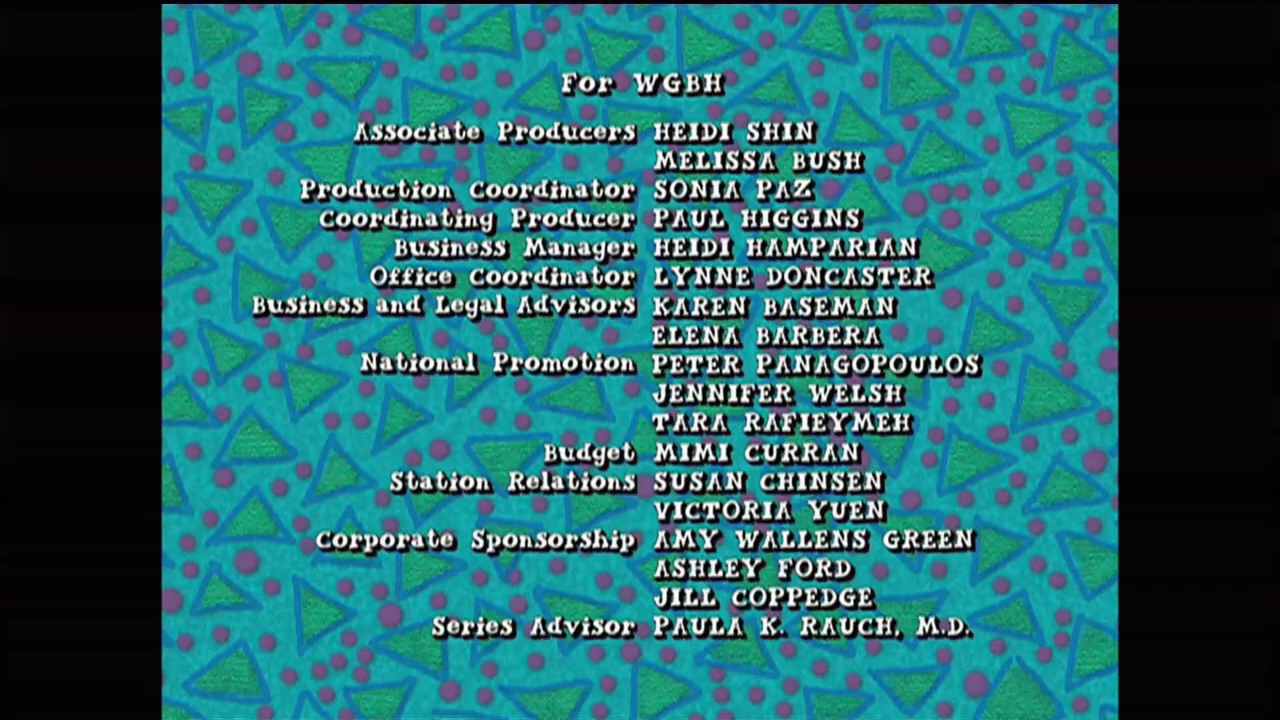 For WGBH
Associate Producers HEIDI SHIN
MELISSA BUSH
Production Coordinator SONIA PAZ
Coordinating Producer PAUL HIGGINS
Business Manager HEIDI HAMPARIAN
Office Coordinator LYNNE DONCASTER
Business and Legal Advisors KAREN BASEMAN
ELENA BARBERA
National Promotion PETER PANAGOPOULOS
JENNIFER WELSH
TARA RAFIEYMEH
Budget MIMI CURRAN
Station Relations SUSAN CHINSEN
VICTORIA YUEN
Corporate Sponsorship AMY WALLENS GREEN
ASHLEY FORD
JILL COPPEDGE
Series Advisor PAULA K. RAUCH, M.D.